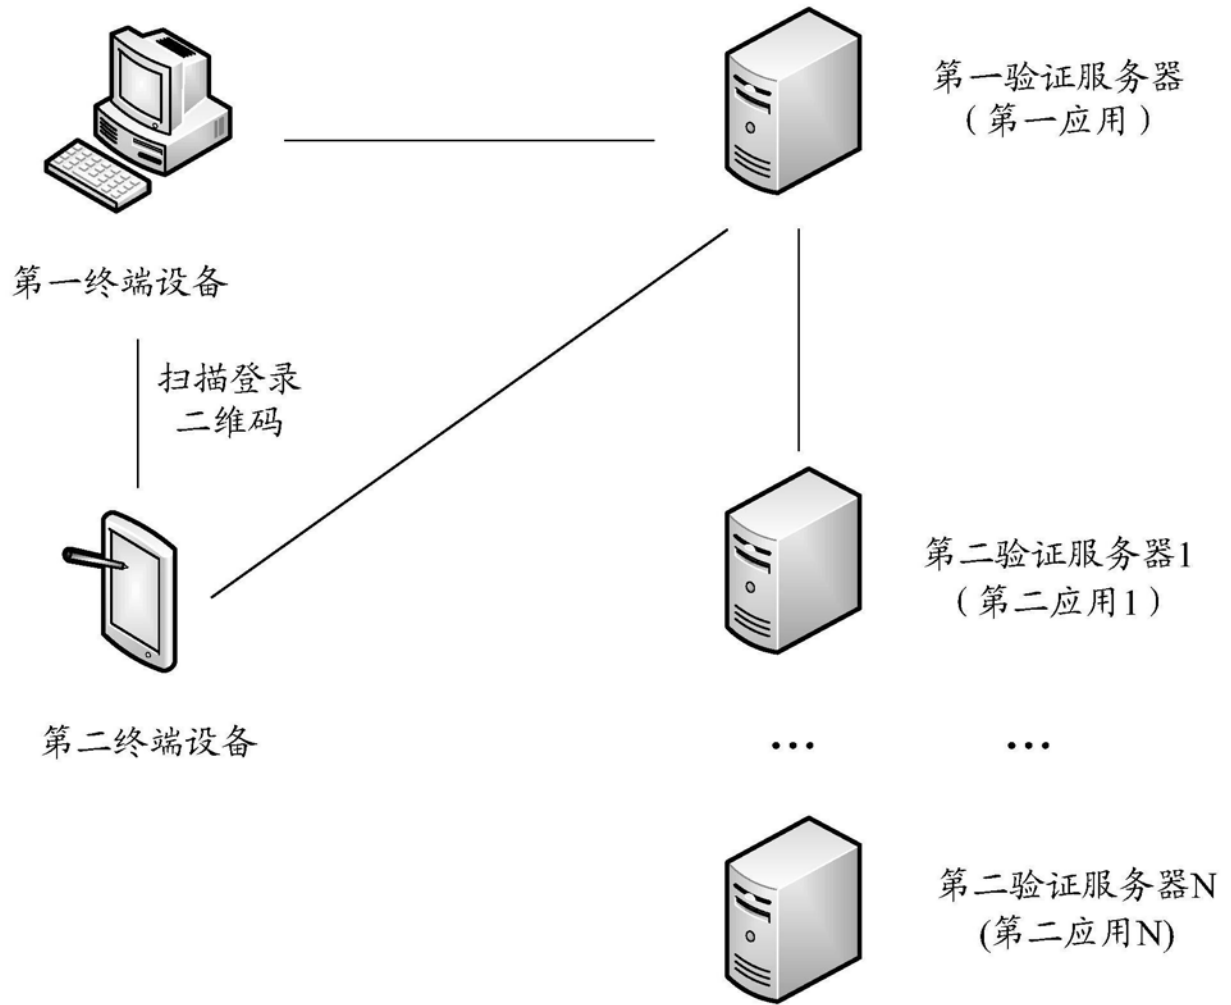 第一验证服务器
（第一应用）
第一终端设备
扫描登录
二维码
第二验证服务器1
（第二应用1）
第二终端设备
... ...
第二验证服务器N
(第二应用N)